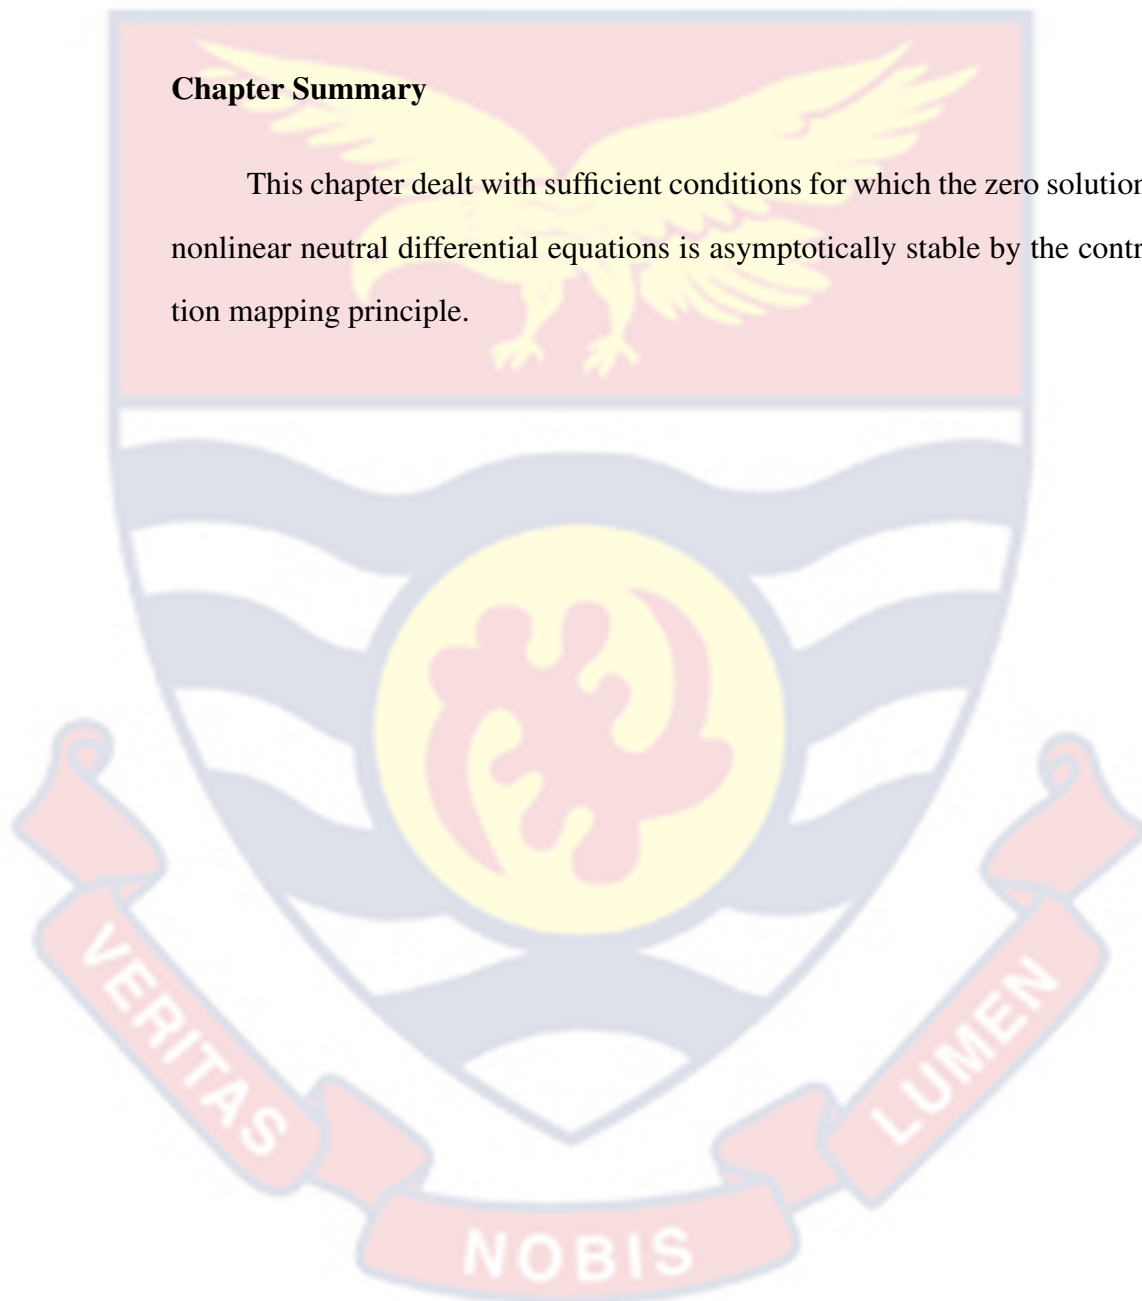 Chapter Summary
This chapter dealt with sufficient conditions for which the zero solution
nonlinear neutral differential equations is asymptotically stable by the contr
tion mapping principle.
VERITAS
NOBIS
LUMEN